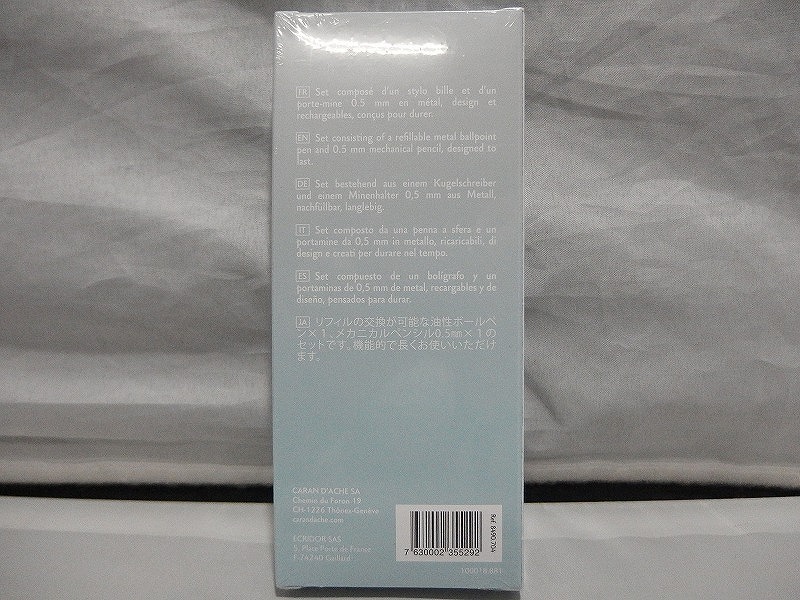 FR Set composé d'un stylo bille et d'un
porte-mine 0.5 mm en métal, design et
rechargeables, conçus pour durer.
EN Set consisting of a refillable metal ballpoint
pen and 0.5 mm mechanical pencil, designed to
last.
DE Set bestehend aus einem Kugelschreiber
und einem Minenhalter 0,5 mm aus Metall,
nachfüllbar, langlebig.
IT Set composto da una penna a sfera e un
portamine da 0,5 mm in metallo, ricaricabili, di
design e creati per durare nel tempo.
ES Set compuesto de un bolígrafo y un
portaminas de 0,5 mm de metal, recargables y de
diseño, pensados para durar.
JA リフィルの交換が可能な油性ボールペ
ン×1、メカニカルペンシル0.5mm×1の
セットです。機能的で長くお使いいただけ
ます。
CARAN D'ACHE SA
Chemin du Foron 19
CH-1226 Thônex-Genève
carandache.com
ECRIDOR SAS
5, Place Porte de France
F-74240 Gaillard
Réf. 8490.704
7 630002 355292
100018.881